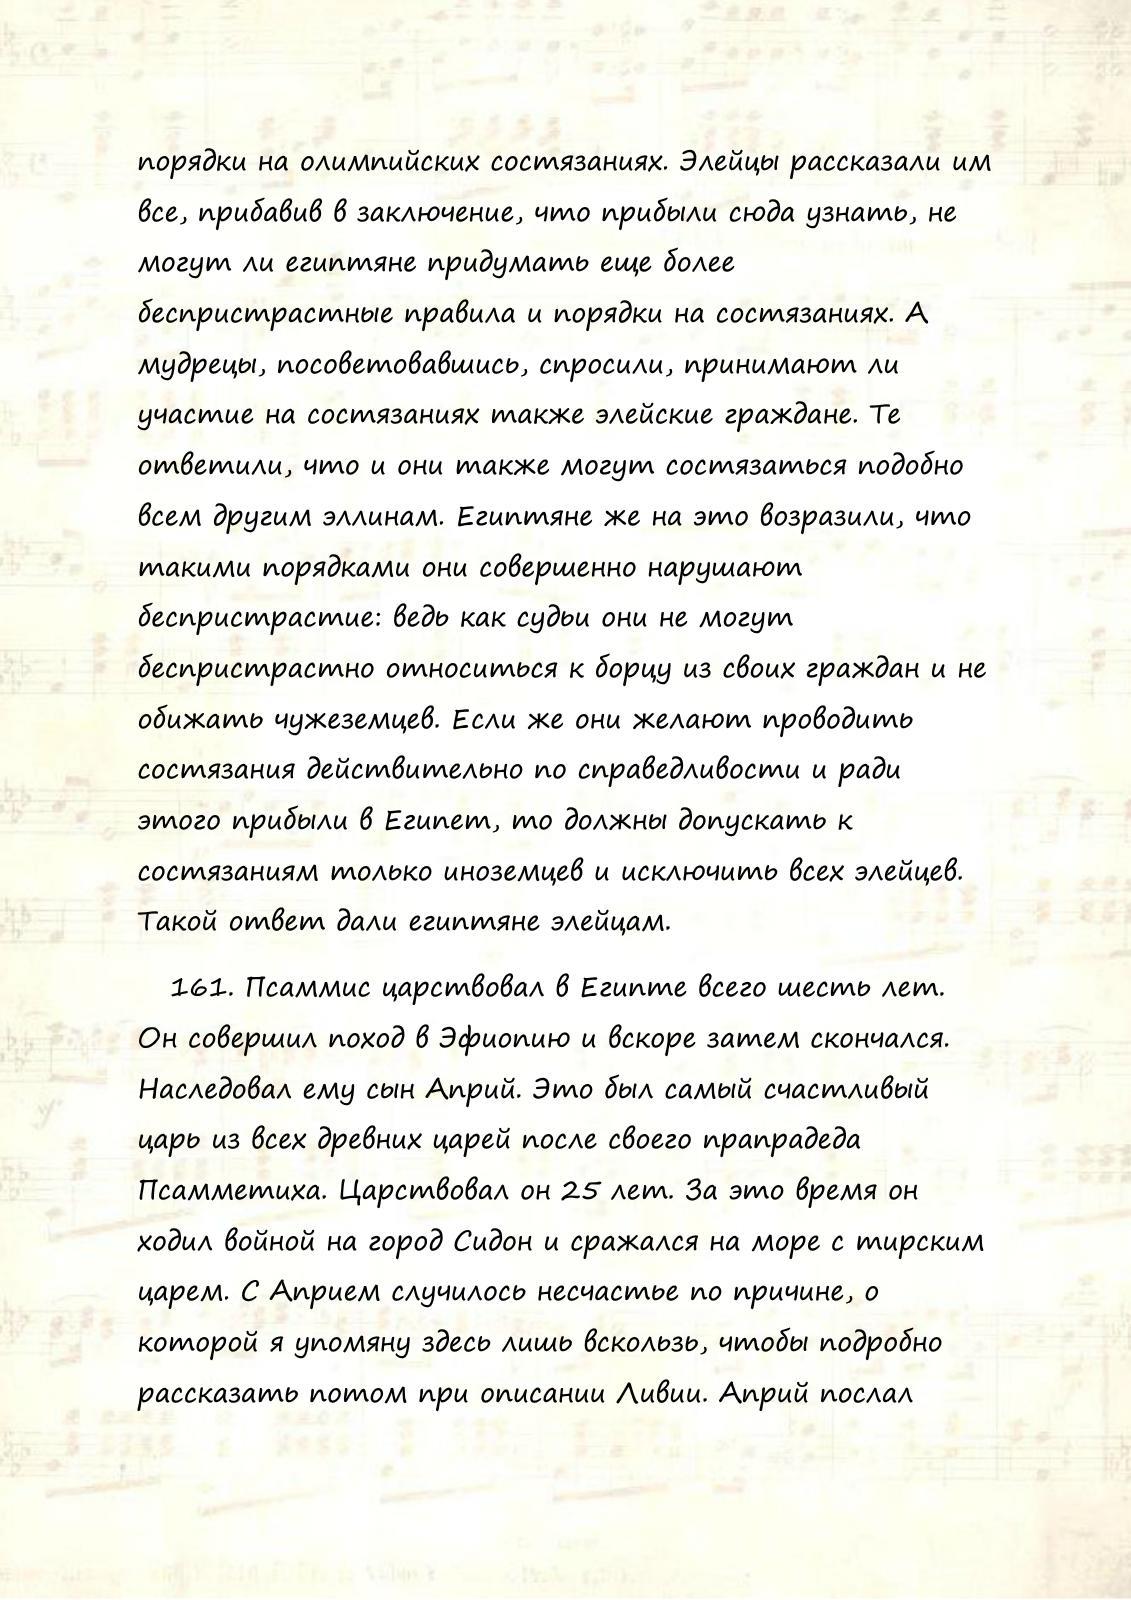 порядки на олимпийских состязаниях. Элейцы рассказали им
все, прибавив в заключение, что прибыли сюда узнать, не
могут ли египтяне придумать еще более
беспристрастные правила и порядки на состязаниях. А
мудрецы, посоветовавшись, спросили, принимают ли
участие на состязаниях также элейские граждане. Те
ответили, что и они также могут состязаться подобно
всем другим эллинам. Египтяне же на это возразили, что
такими порядками они совершенно нарушают
беспристрастие: ведь как судьи они не могут
беспристрастно относиться к борцу из своих граждан и не
обижать чужеземцев. Если же они желают проводить
состязания действительно по справедливости и ради
этого прибыли в Египет, то должны допускать к
состязаниям только иноземцев и исключить всех элейцев.
Такой ответ дали египтяне элейцам.
161. Псаммис царствовал в Египте всего шесть лет.
Он совершил поход в Эфиопию и вскоре затем скончался.
Наследовал ему сын Априй. Это был самый счастливый
царь из всех древних царей после своего прапрадеда
Псамметиха. Царствовал он 25 лет. За это время он
ходил войной на город Сидон и сражался на море с тирским
царем. С Априем случилось несчастье по причине, о
которой я упомяну здесь лишь вскользь, чтобы подробно
рассказать потом при описании Ливии. Априй послал